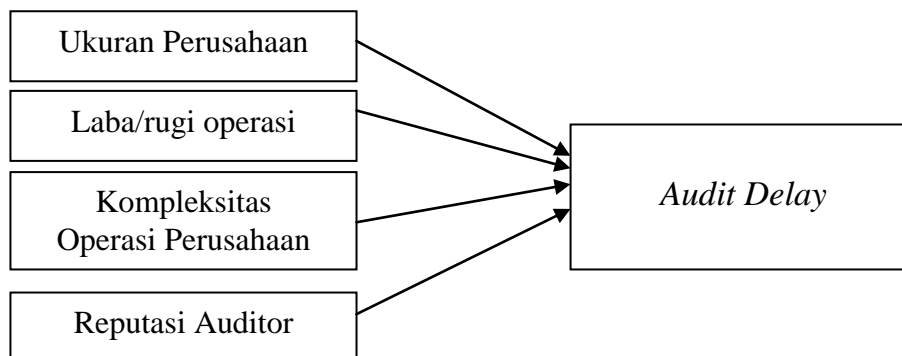 Ukuran Perusahaan
Laba/rugi operasi
Kompleksitas
Operasi Perusahaan
Reputasi Auditor
Audit Delay